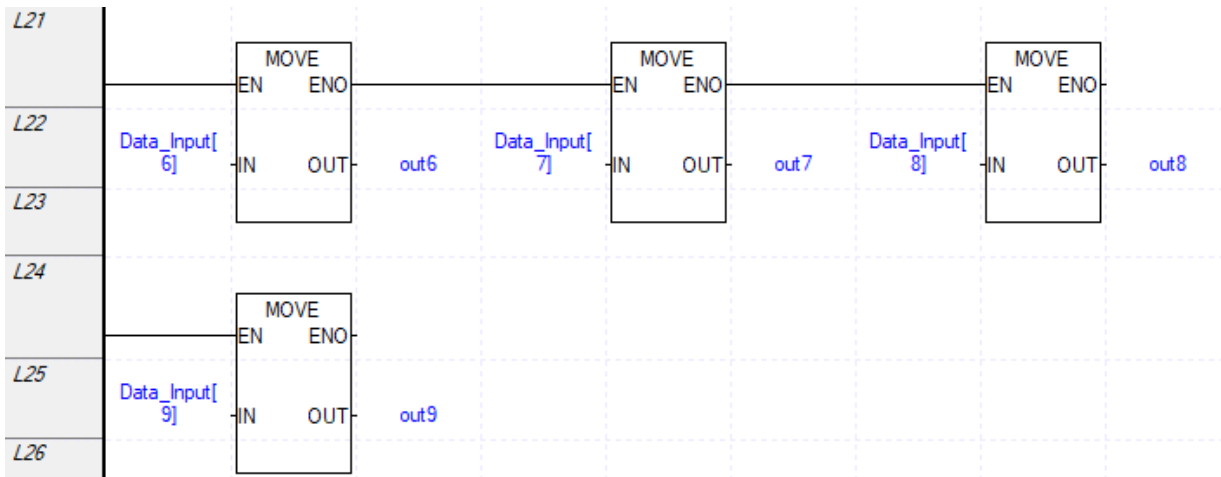 L21
MOVE MOVE MOVE
EN ENO EN ENO EN ENO
L22
Data_Input[ Data_Input[ Data_Input[
6] IN OUT out6 7] IN OUT out7 8] IN OUT out8
L23
L24
MOVE
EN ENO
L25
Data_Input[
9] IN OUT out9
L26